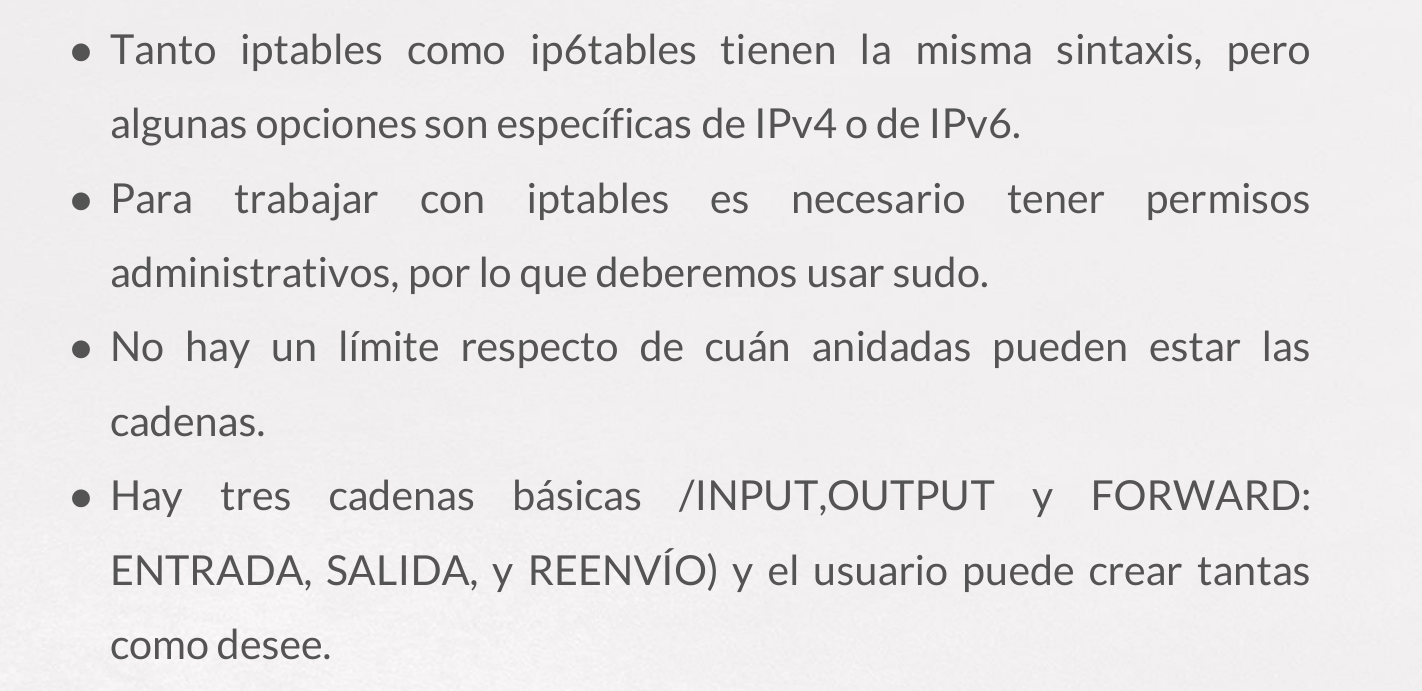 ● Tanto iptables como ip6tables tienen la misma sintaxis, pero
algunas opciones son específicas de IPv4 o de IPv6.
● Para trabajar con iptables es necesario tener permisos
administrativos, por lo que deberemos usar sudo.
● No hay un límite respecto de cuán anidadas pueden estar las
cadenas.
● Hay tres cadenas básicas /INPUT,OUTPUT y FORWARD:
ENTRADA, SALIDA, y REENVÍO) y el usuario puede crear tantas
como desee.